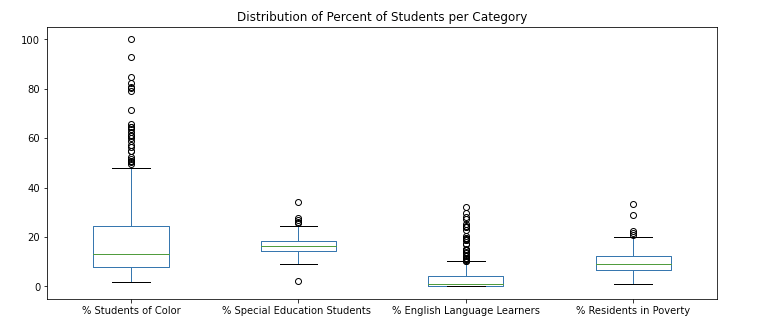 Distribution of Percent of Students per Category
100
80
60
40
20
0
% Students of Color
% Special Education Students
% English Language Learners
% Residents in Poverty